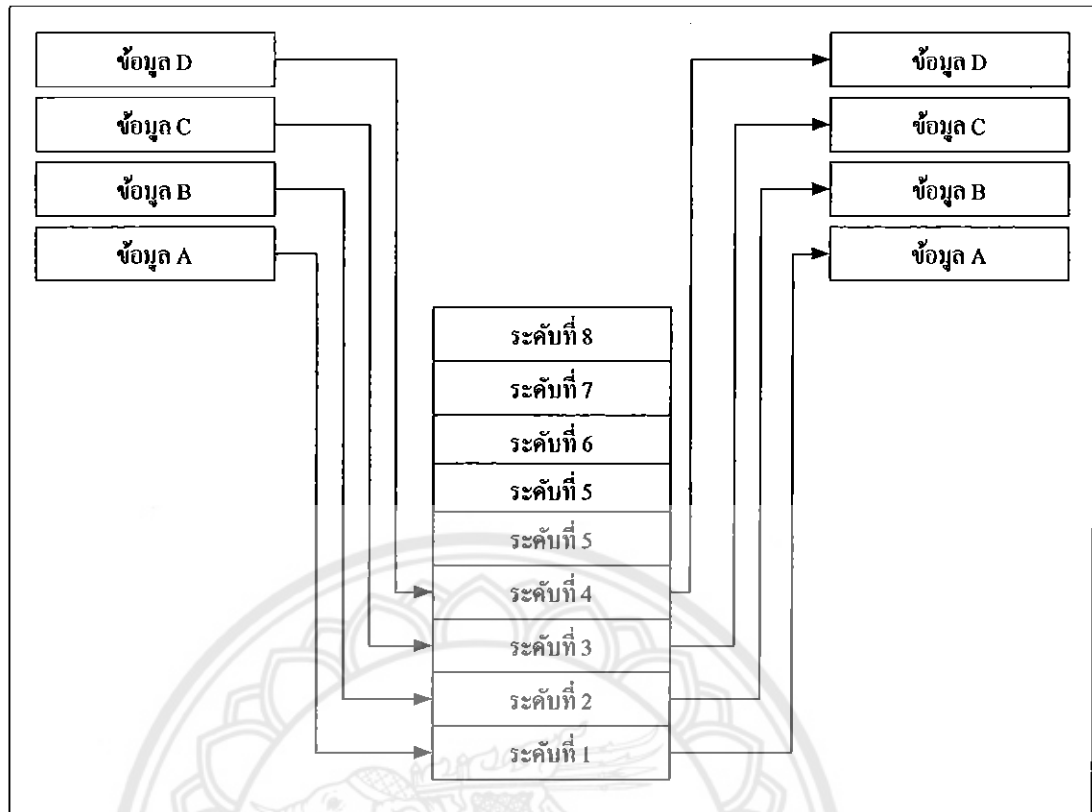 ข้อมูล D
ข้อมูล D
ข้อมูล C
ข้อมูล C
ข้อมูล B
ข้อมูล B
ข้อมูล A
ข้อมูล A
ระดับที่ 8
ระดับที่ 7
ระดับที่ 6
ระดับที่ 5
ระดับที่ 5
ระดับที่ 4
ระดับที่ 3
ระดับที่ 2
ระดับที่ 1